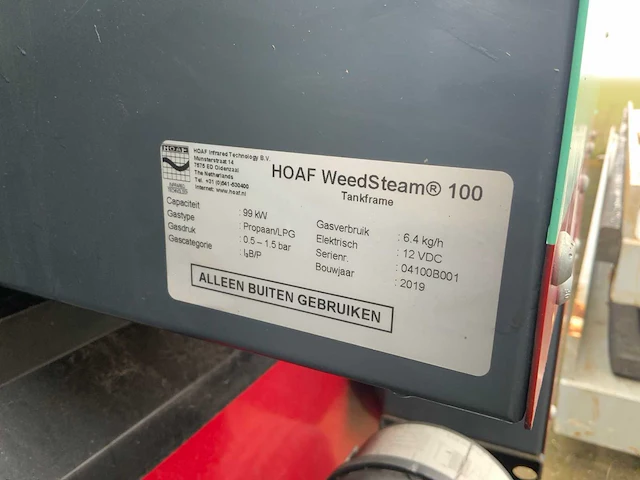 HOAF
INFRARED
TECHNOLOGY
HOAF Infrared Technology B.V.
Munsterstraat 14
7575 ED Oldenzaal
The Netherlands
Tel. +31 (0)541-530400
Internet: www.hoaf.nl
HOAF WeedSteam® 100
Tankframe
Capaciteit : 99 kW
Gastype : Propaan/LPG
Gasdruk : 0.5 – 1.5 bar
Gascategorie : I₃B/P
Gasverbruik : 6.4 kg/h
Elektrisch : 12 VDC
Serienr. : 04100B001
Bouwjaar : 2019
ALLEEN BUITEN GEBRUIKEN